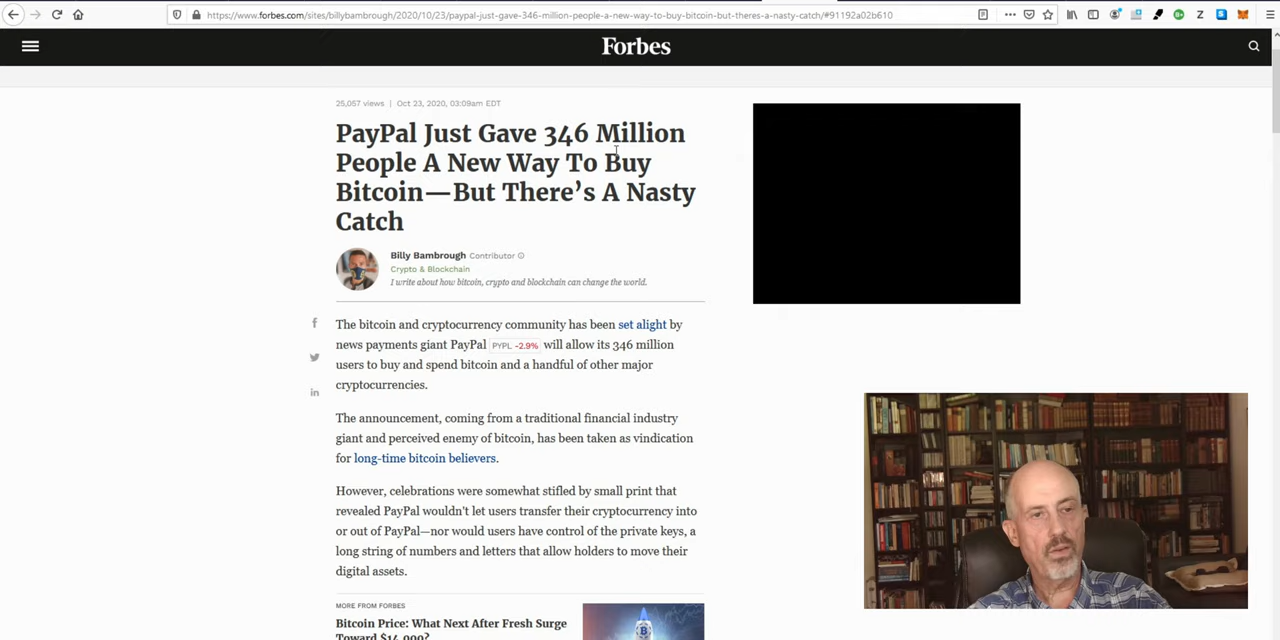 https://www.forbes.com/sites/billybambrough/2020/10/23/paypal-just-gave-346-million-people-a-new-way-to-buy-bitcoin-but-theres-a-nasty-catch/#91192a02b610
Forbes
25,057 views | Oct 23, 2020, 03:09am EDT
PayPal Just Gave 346 Million
People A New Way To Buy
Bitcoin—But There’s A Nasty
Catch
Billy Bambrough Contributor
Crypto & Blockchain
I write about how bitcoin, crypto and blockchain can change the world.
The bitcoin and cryptocurrency community has been set alight by
news payments giant PayPal PYPL -2.9% will allow its 346 million
users to buy and spend bitcoin and a handful of other major
cryptocurrencies.
The announcement, coming from a traditional financial industry
giant and perceived enemy of bitcoin, has been taken as vindication
for long-time bitcoin believers.
However, celebrations were somewhat stifled by small print that
revealed PayPal wouldn't let users transfer their cryptocurrency into
or out of PayPal—nor would users have control of the private keys, a
long string of numbers and letters that allow holders to move their
digital assets.
MORE FROM FORBES
Bitcoin Price: What Next After Fresh Surge
Toward $14,000?